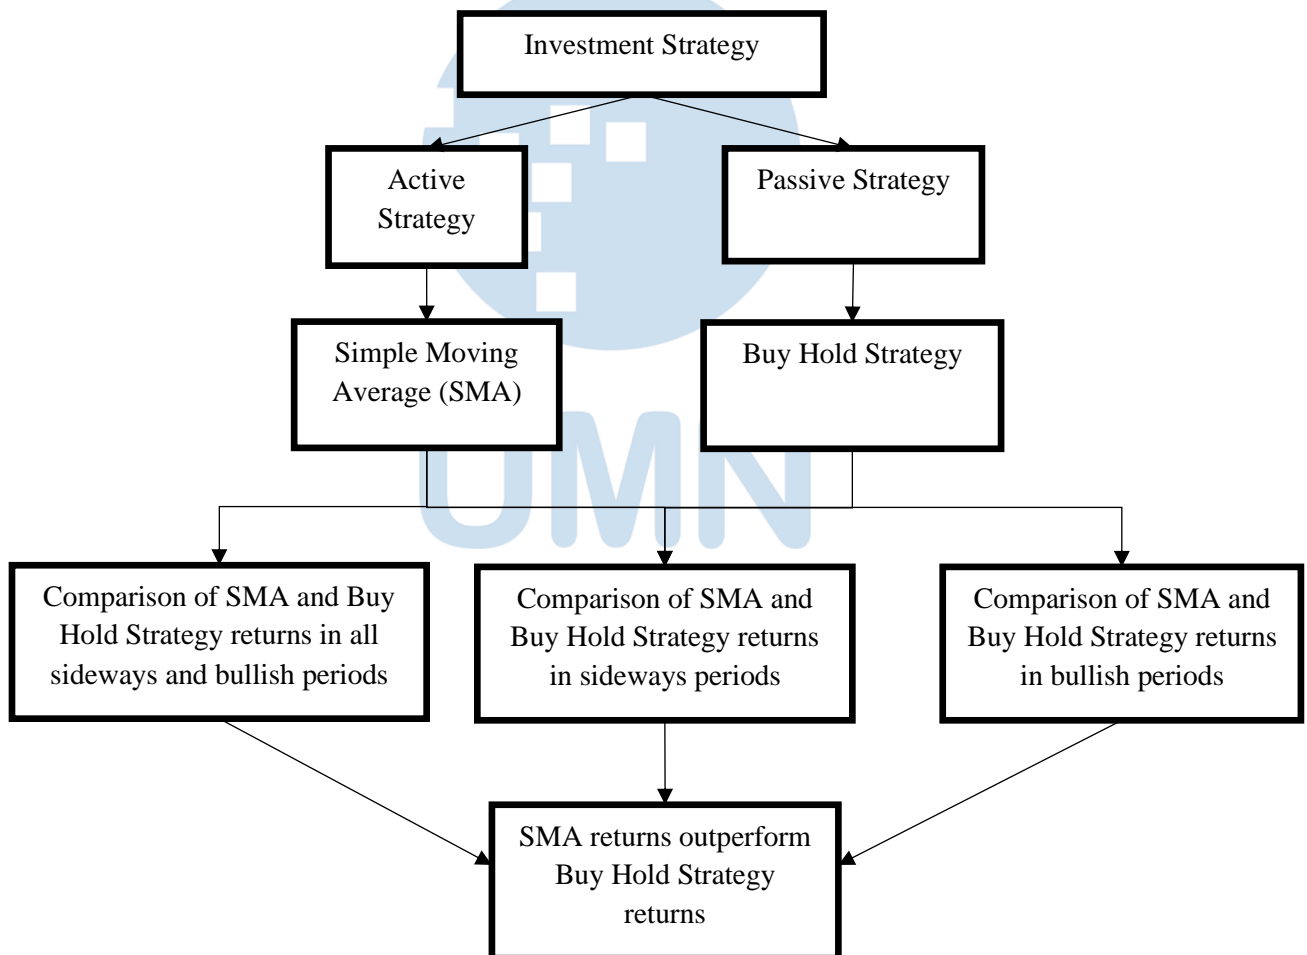 Investment Strategy
Active
Strategy
Passive Strategy
Simple Moving
Average (SMA)
Buy Hold Strategy
UMN
Comparison of SMA and Buy
Hold Strategy returns in all
sideways and bullish periods
Comparison of SMA and
Buy Hold Strategy returns
in sideways periods
Comparison of SMA and
Buy Hold Strategy returns
in bullish periods
SMA returns outperform
Buy Hold Strategy
returns